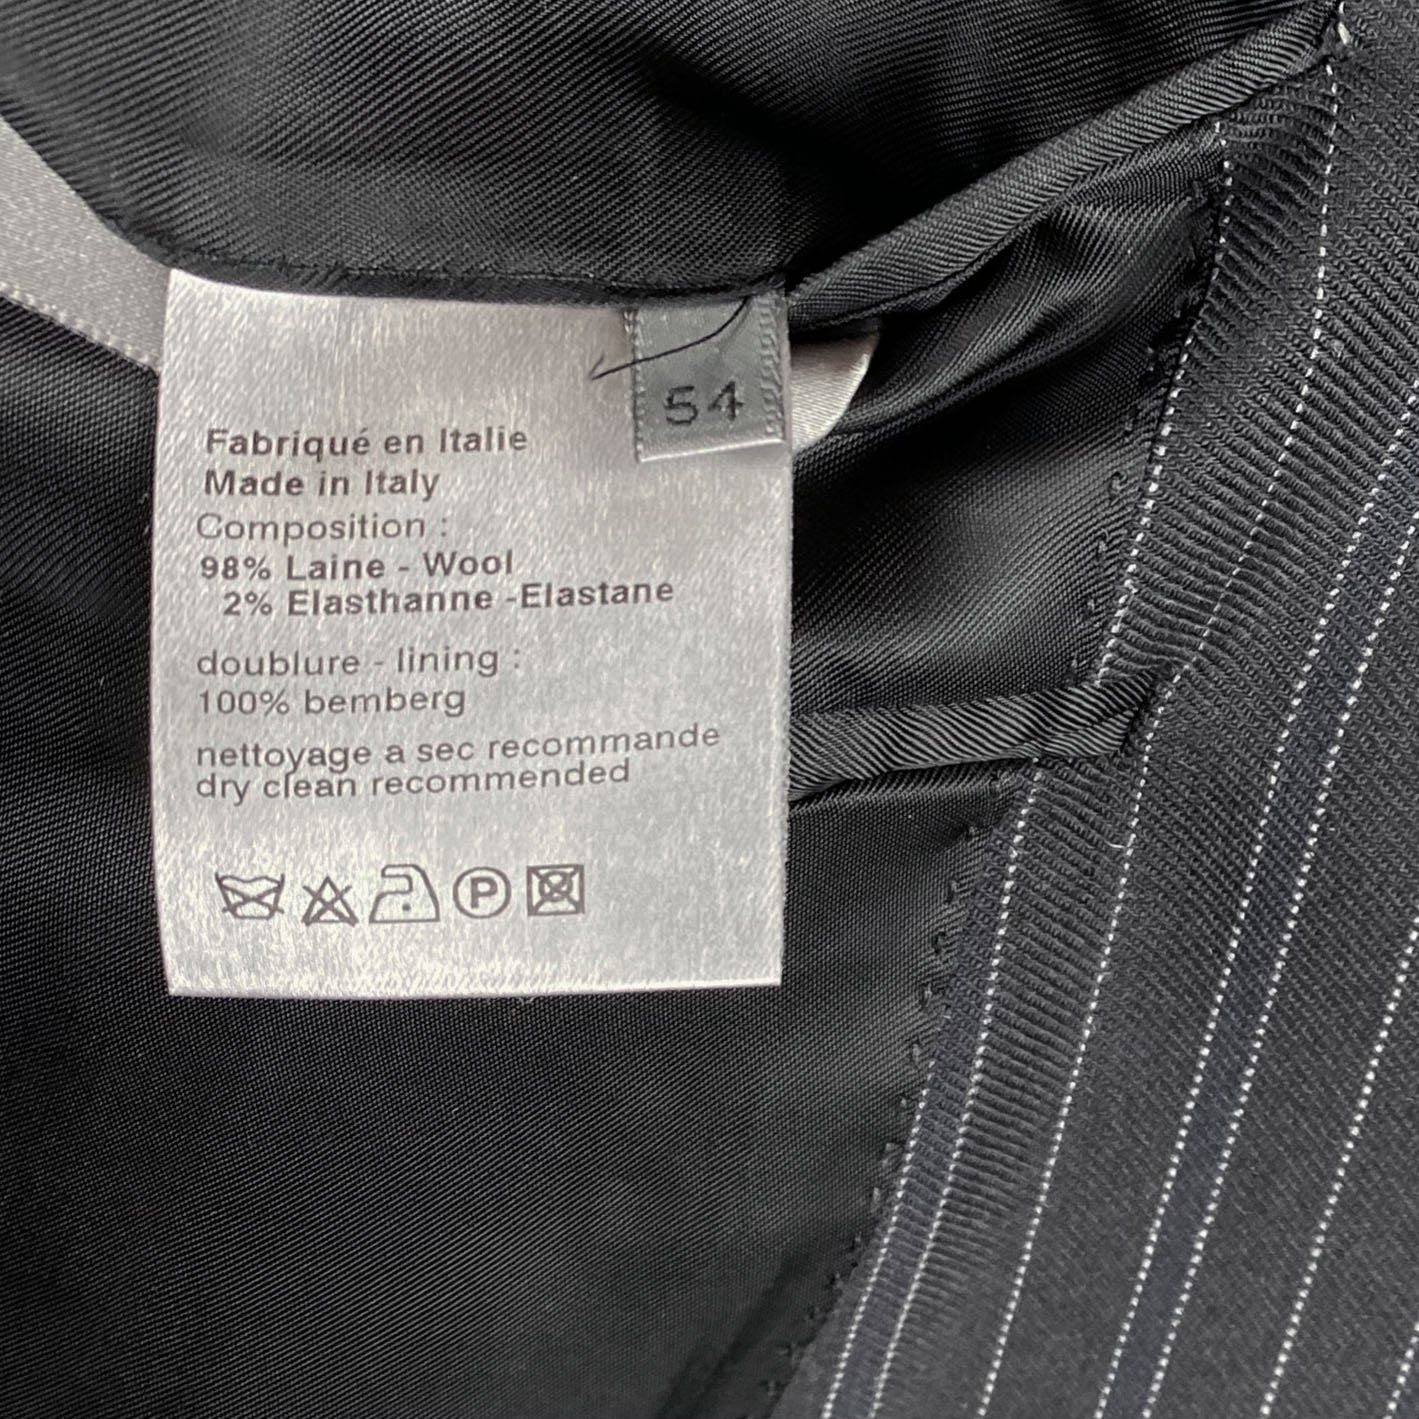 54
Fabriqué en Italie
Made in Italy
Composition :
98% Laine - Wool
2% Elasthanne -Elastane
doublure - lining :
100% bemberg
nettoyage a sec recommande
dry clean recommended
P